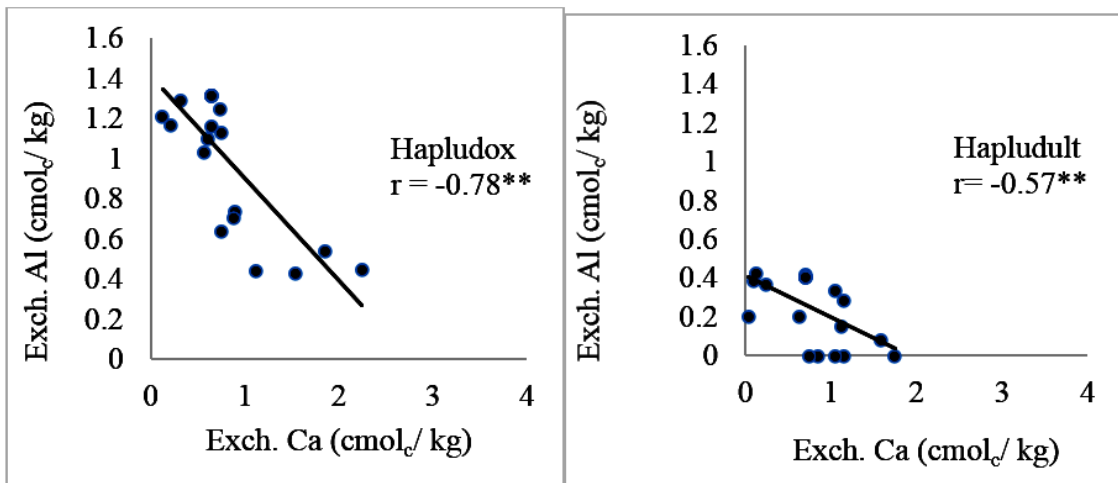 1.6
1.4
1.2
1
0.8
0.6
0.4
0.2
0
Exch. Al (cmolc/ kg)
Hapludox
r = -0.78**
0 1 2 3 4
Exch. Ca (cmolc/ kg)
1.6
1.4
1.2
1
0.8
0.6
0.4
0.2
0
Exch. Al (cmolc/ kg)
Hapludult
r= -0.57**
0 1 2 3 4
Exch. Ca (cmolc/ kg)